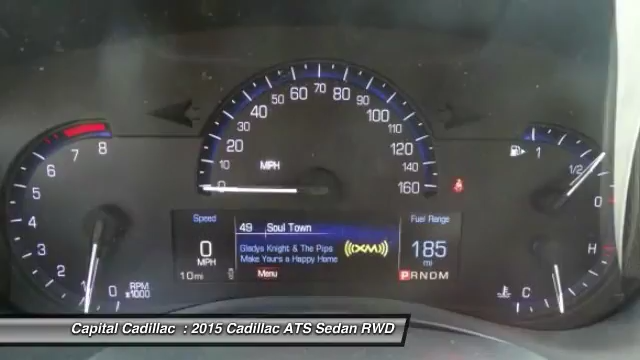 0 10 20 30 40 50 60 70 80 90 100 110 120 140 160
MPH
0 1 2 3 4 5 6 7 8
RPM
x1000
1 1/2 0
H
C
Speed
0
MPH
10 mi
49 Soul Town
Gladys Knight & The Pips
Make Yours a Happy Home
Menu
((XM))
Fuel Range
185
mi
PRNDM
Capital Cadillac : 2015 Cadillac ATS Sedan RWD